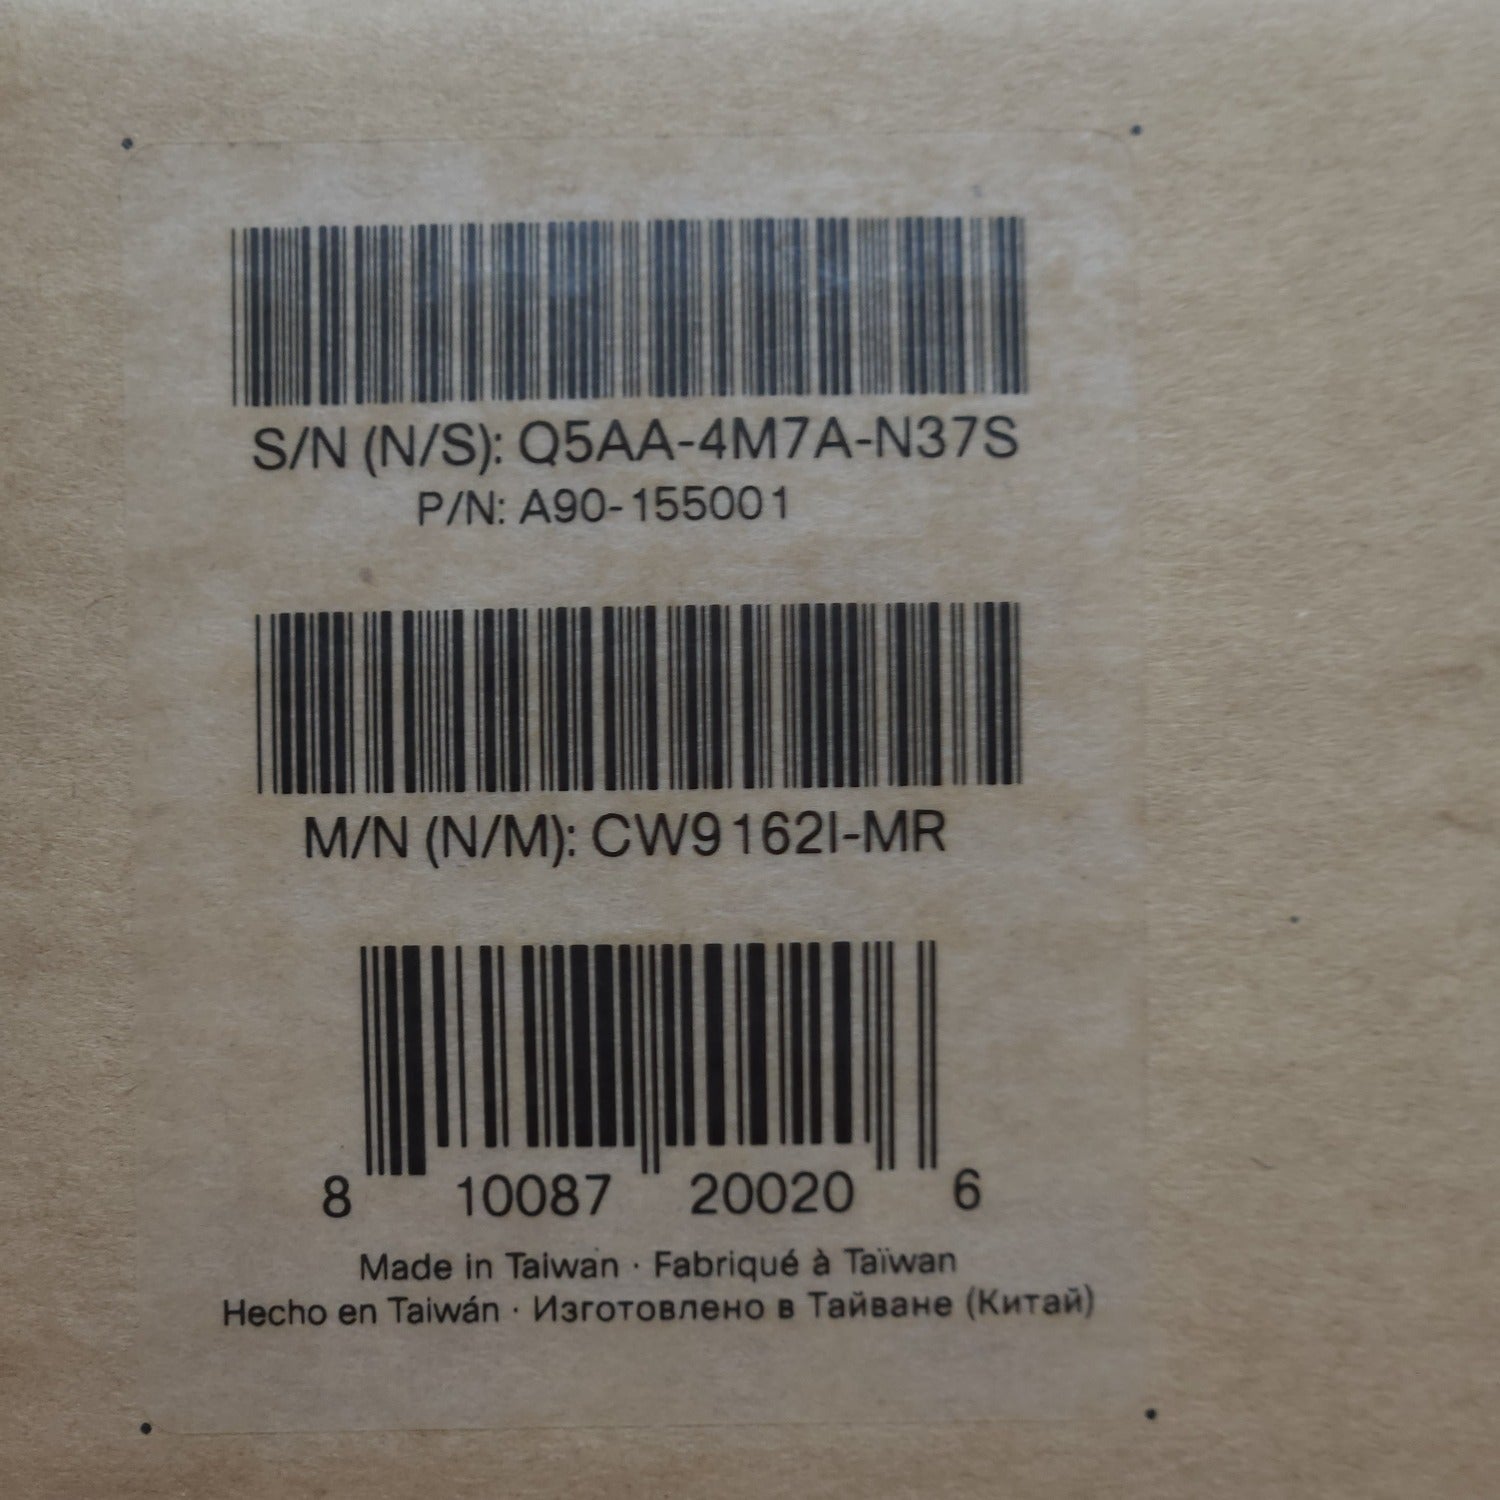 S/N (N/S): Q5AA-4M7A-N37S
P/N: A90-155001
M/N (N/M): CW9162I-MR
8 10087 20020 6
Made in Taiwan · Fabriqué à Taïwan
Hecho en Taiwán · Изготовлено в Тайване (Китай)